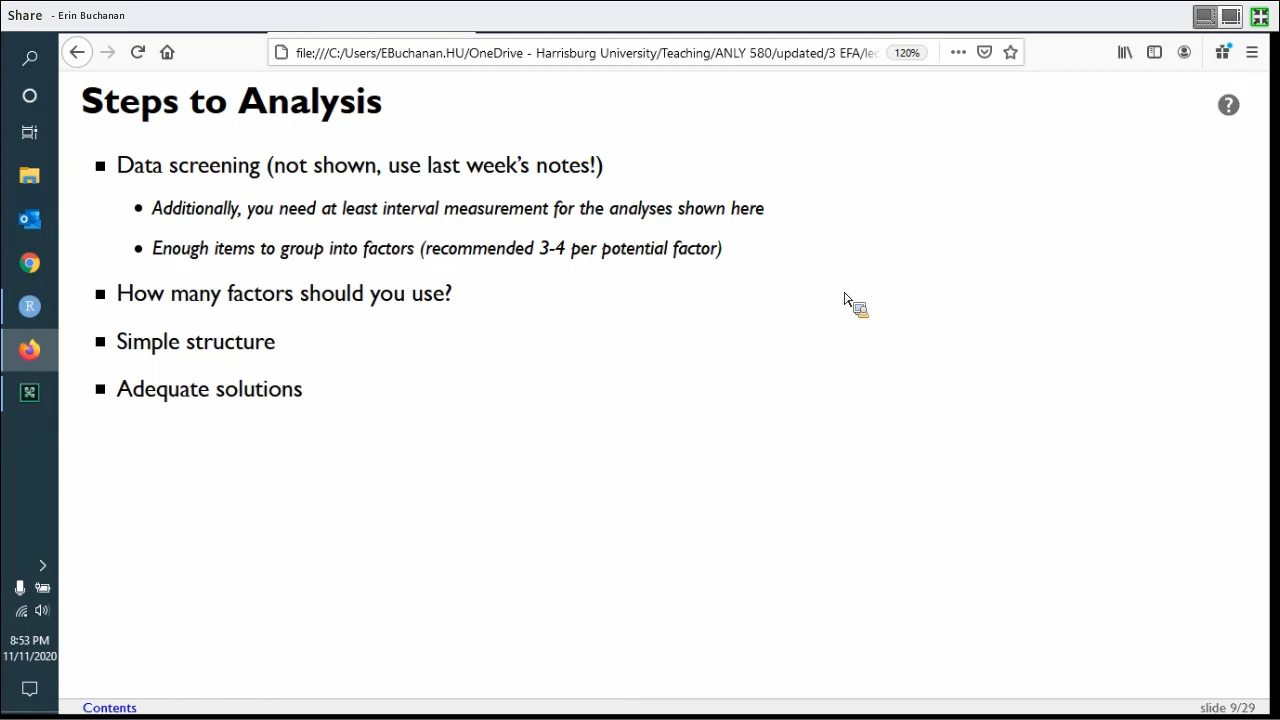 Share - Erin Buchanan
file:///C:/Users/EBuchanan.HU/OneDrive - Harrisburg University/Teaching/ANLY 580/updated/3 EFA/lec
120%
Steps to Analysis
Data screening (not shown, use last week's notes!)
Additionally, you need at least interval measurement for the analyses shown here
Enough items to group into factors (recommended 3-4 per potential factor)
How many factors should you use?
Simple structure
Adequate solutions
8:53 PM
11/11/2020
Contents
slide 9/29